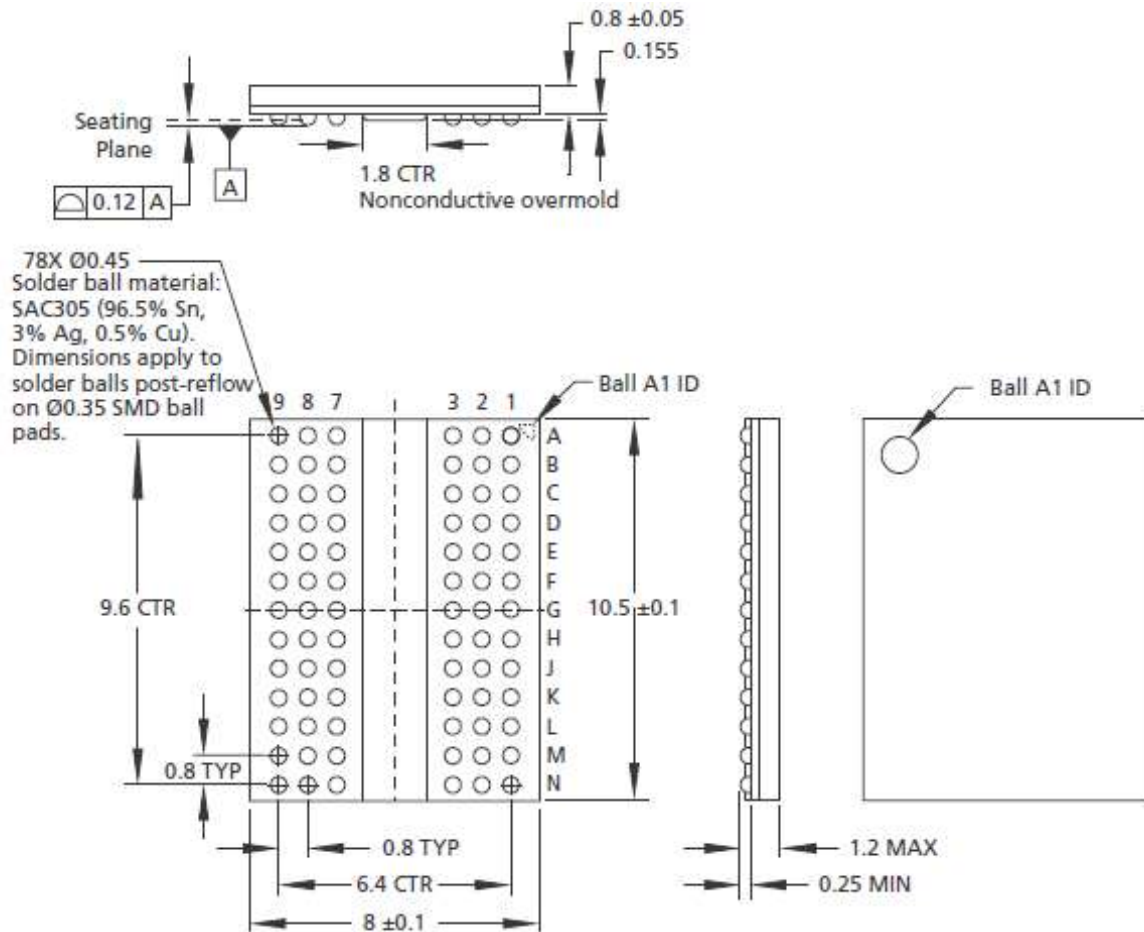 0.8 ±0.05
0.155
Seating
Plane
0.12 A
A
1.8 CTR
Nonconductive overmold
78X Ø0.45
Solder ball material:
SAC305 (96.5% Sn,
3% Ag, 0.5% Cu).
Dimensions apply to
solder balls post-reflow
on Ø0.35 SMD ball
pads.
Ball A1 ID
Ball A1 ID
9 8 7 3 2 1
A
B
C
D
E
F
G
H
J
K
L
M
N
9.6 CTR
10.5 ±0.1
0.8 TYP
0.8 TYP
6.4 CTR
8 ±0.1
1.2 MAX
0.25 MIN